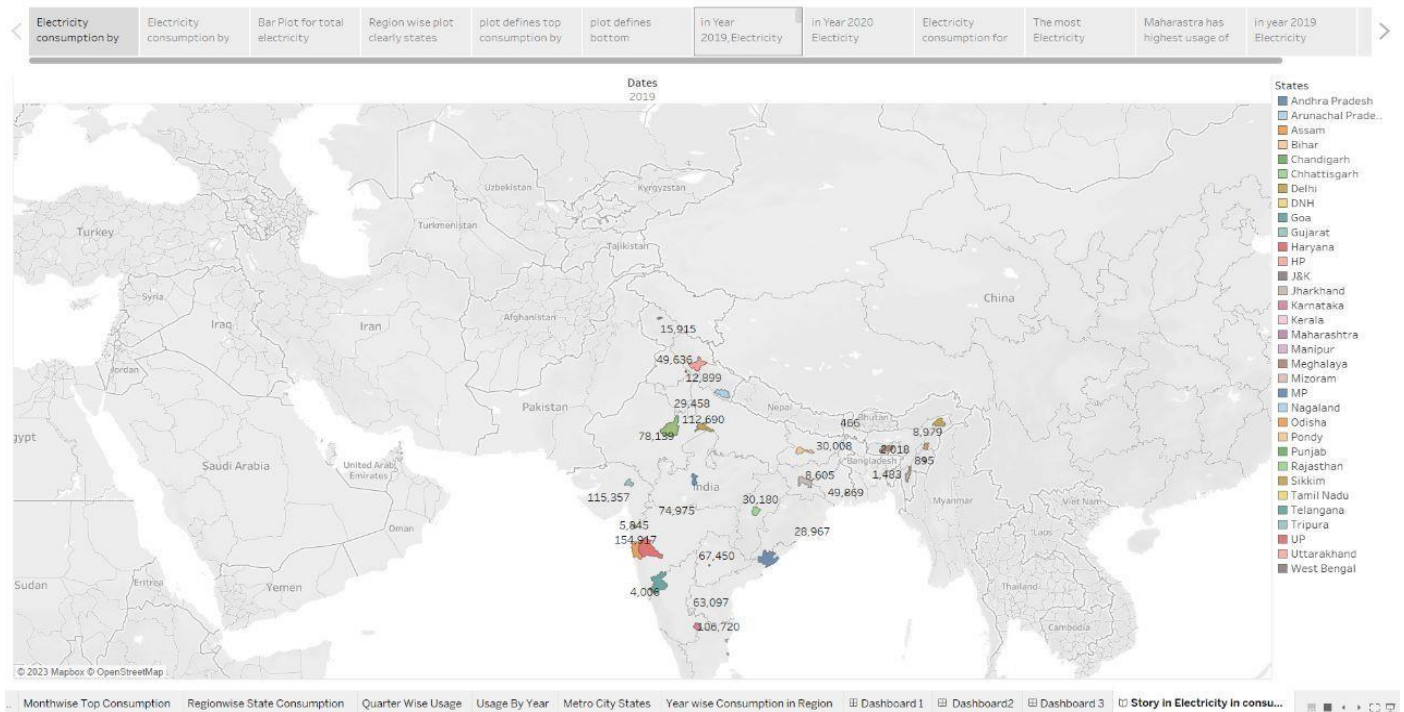 Electricity
consumption by
Electricity
consumption by
Bar Plot for total
electricity
Region wise plot
clearly states
plot defines top
consumption by
plot defines
bottom
in Year
2019,Electricity
in Year 2020
Electicity
Electricity
consumption for
The most
Electricity
Maharastra has
highest usage of
in year 2019
Electricity
Dates
2019
States
Andhra Pradesh
Arunachal Prade..
Assam
Bihar
Chandigarh
Chhattisgarh
Delhi
DNH
Goa
Gujarat
Haryana
HP
J&K
Jharkhand
Karnataka
Kerala
Maharashtra
Manipur
Meghalaya
Mizoram
MP
Nagaland
Odisha
Pondy
Punjab
Rajasthan
Sikkim
Tamil Nadu
Telangana
Tripura
UP
Uttarakhand
West Bengal
Uzbekistan
Kyrgyzstan
Turkey
Turkmenistan
Tajikistan
Syria
China
Iraq
Iran
Afghanistan
15,915
49,636
Jordan
12,899
Pakistan
29,458
Nepal
112,690
Bhutan
466
8,979
78,139
30,008
2,018
Saudi Arabia
United Arab
Emirates
Bangladesh
895
8,605
1,483
India
115,357
49,869
30,180
Myanmar
Viet Nam
74,975
Oman
Laos
5,845
28,967
154,917
67,450
Sudan
Eritrea
Yemen
Thailand
4,006
63,097
106,720
Cambodia
© 2023 Mapbox © OpenStreetMap
Monthwise Top Consumption
Regionwise State Consumption
Quarter Wise Usage
Usage By Year
Metro City States
Year wise Consumption in Region
Dashboard 1
Dashboard2
Dashboard 3
Story in Electricity in consu...